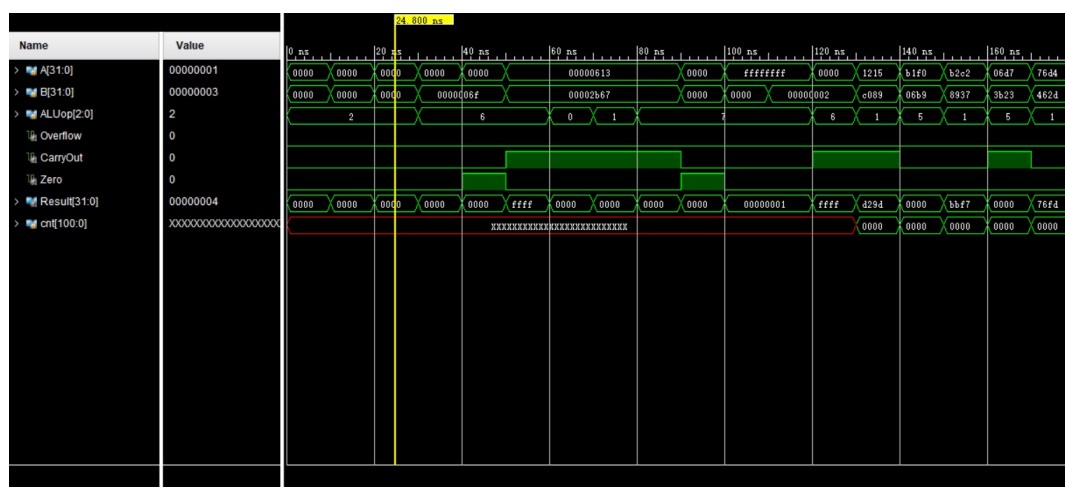 24.800 ns
Name Value 0 ns 20 ns 40 ns 60 ns 80 ns 100 ns 120 ns 140 ns 160 ns
A[31:0] 00000001 0000 0000 0000 0000 0000 00000613 0000 ffffffff 0000 1215 b1f0 b2c2 06d7 76d4
B[31:0] 00000003 0000 0000 0000 0000006f 00002b67 0000 0000 00000002 c089 06b9 8937 3b23 462d
ALUop[2:0] 2 2 6 0 1 7 6 1 5 1 5 1
Overflow 0
CarryOut 0
Zero 0
Result[31:0] 00000004 0000 0000 0000 0000 0000 ffff 0000 0000 0000 0000 00000001 ffff d29d 0000 bbf7 0000 76fd
cnt[100:0] 0000 0000 0000 0000 0000